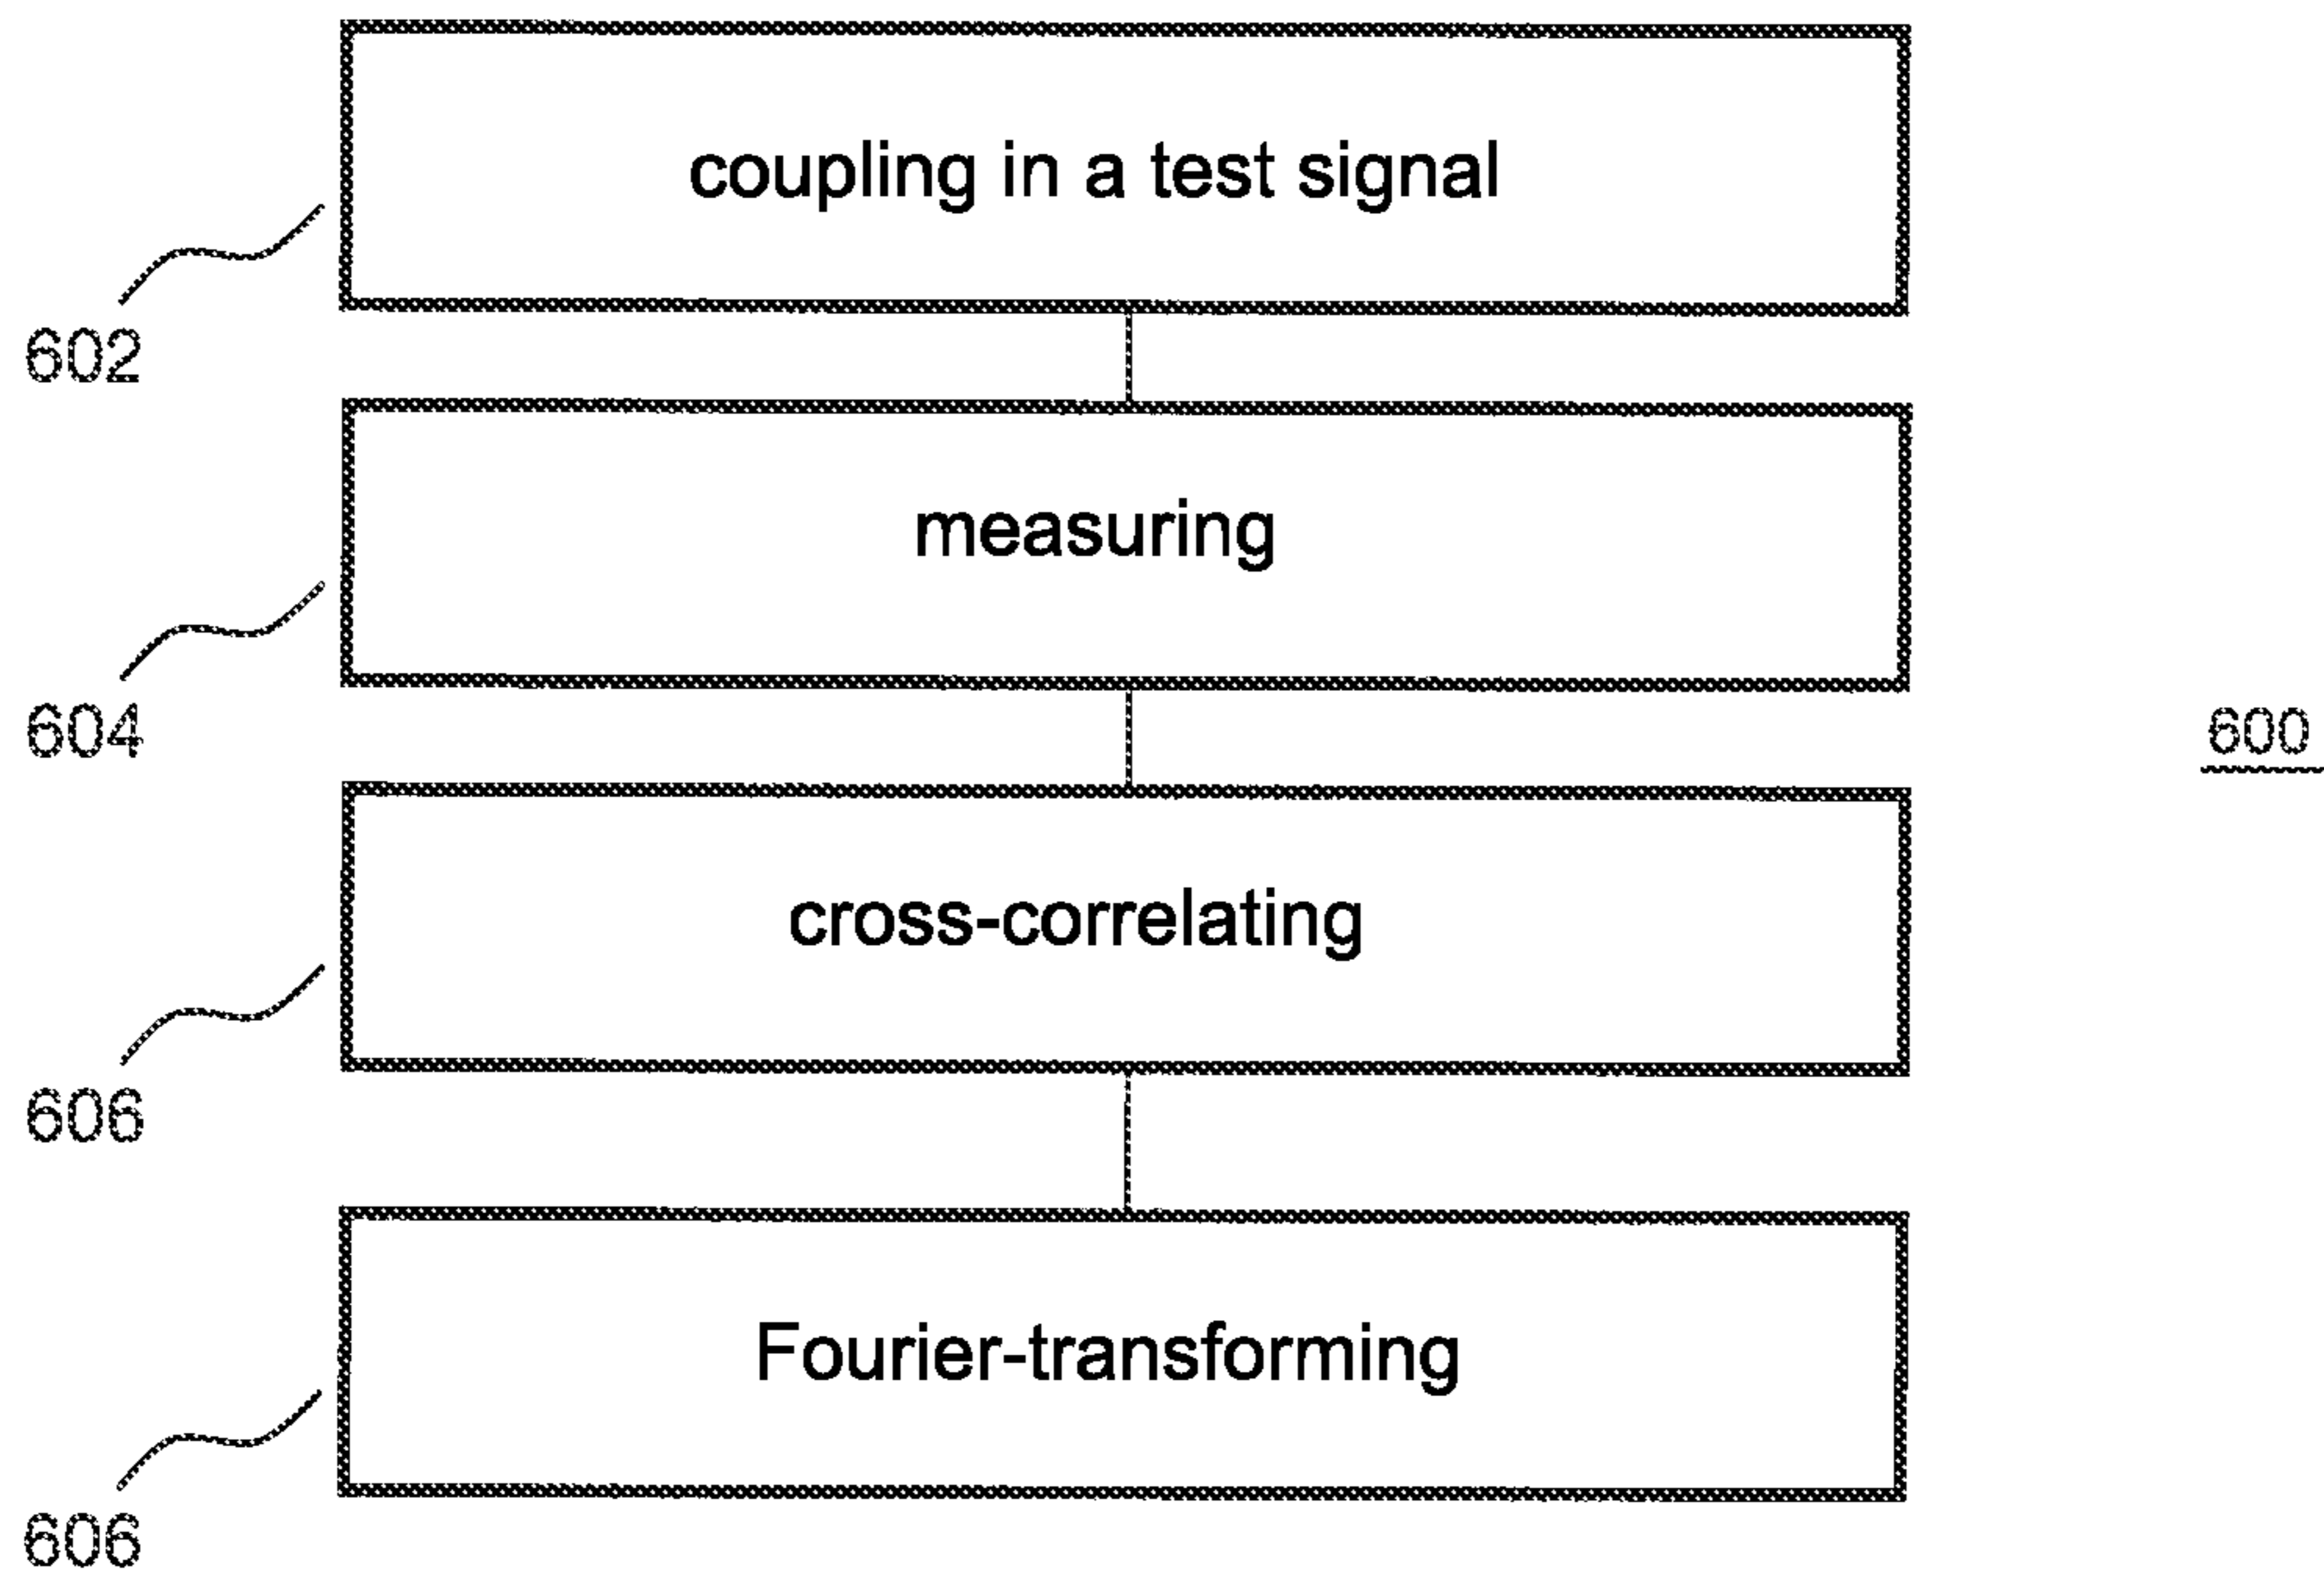 coupling in a test signal
602
measuring
604
600
cross-correlating
606
Fourier-transforming
606